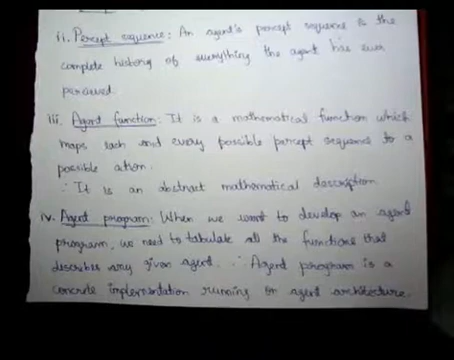 ii. Percept sequence: An agent's percept sequence is the
complete history of everything the agent has ever
percieved.
iii. Agent function: It is a mathematical function which
maps each and every possible percept sequence to a
possible action.
∴ It is an abstract mathematical description
iv. Agent program: When we want to develop an agent
program, we need to tabulate all the functions that
describes any given agent. ∴ Agent program is a
concrete implementation running on agent architecture.